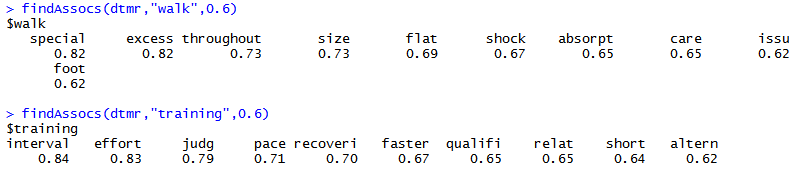 > findAssocs(dtmr,"walk",0.6)
$walk
special excess throughout size flat shock absorpt care issu
0.82 0.82 0.73 0.73 0.69 0.67 0.65 0.65 0.62
foot
0.62
> findAssocs(dtmr,"training",0.6)
$training
interval effort judg pace recoveri faster qualifi relat short altern
0.84 0.83 0.79 0.71 0.70 0.67 0.65 0.65 0.64 0.62